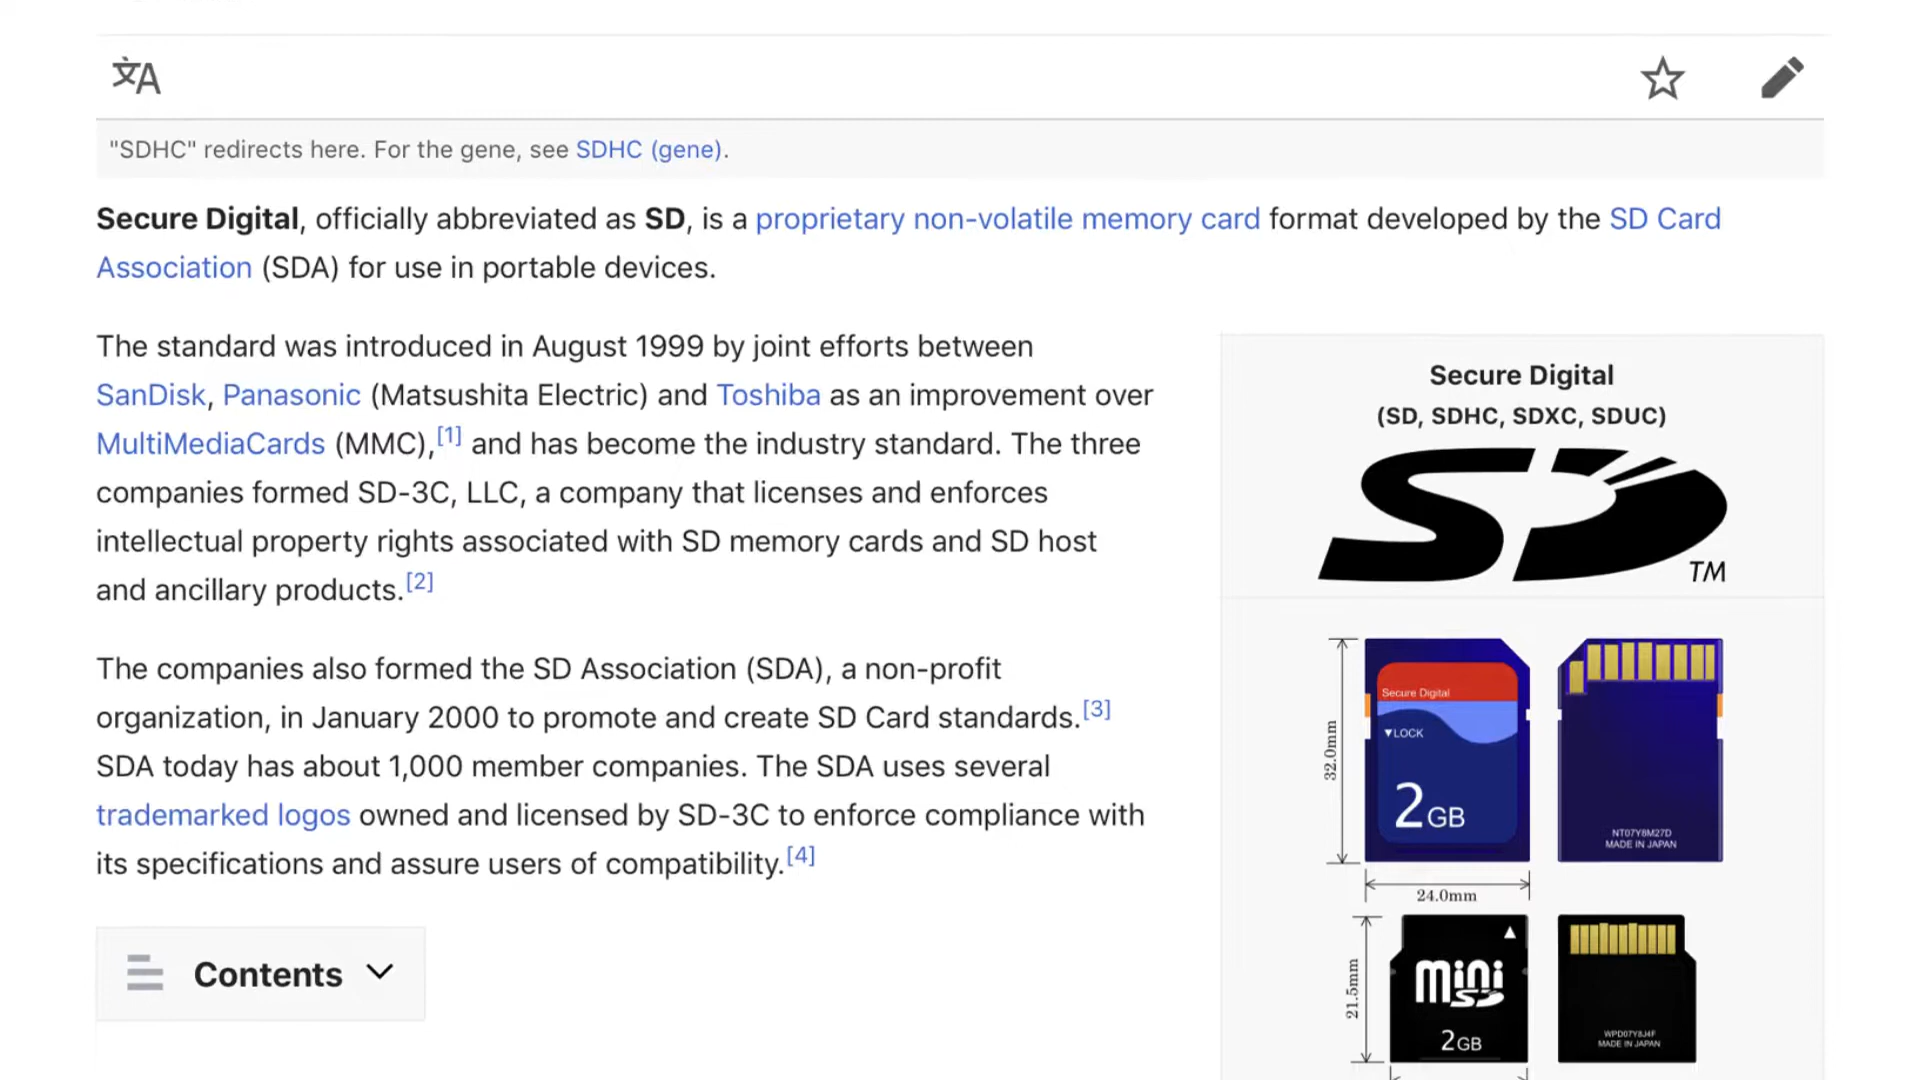 文A
"SDHC" redirects here. For the gene, see SDHC (gene).
Secure Digital, officially abbreviated as SD, is a proprietary non-volatile memory card format developed by the SD Card
Association (SDA) for use in portable devices.
The standard was introduced in August 1999 by joint efforts between
SanDisk, Panasonic (Matsushita Electric) and Toshiba as an improvement over
MultiMediaCards (MMC),[1] and has become the industry standard. The three
companies formed SD-3C, LLC, a company that licenses and enforces
intellectual property rights associated with SD memory cards and SD host
and ancillary products.[2]
The companies also formed the SD Association (SDA), a non-profit
organization, in January 2000 to promote and create SD Card standards.[3]
SDA today has about 1,000 member companies. The SDA uses several
trademarked logos owned and licensed by SD-3C to enforce compliance with
its specifications and assure users of compatibility.[4]
Contents
Secure Digital
(SD, SDHC, SDXC, SDUC)
SD TM
32.0mm
Secure Digital
▼LOCK
2GB
NT07Y8M27D
MADE IN JAPAN
24.0mm
21.5mm
mini
SD
2GB
WPD07Y8J4F
MADE IN JAPAN